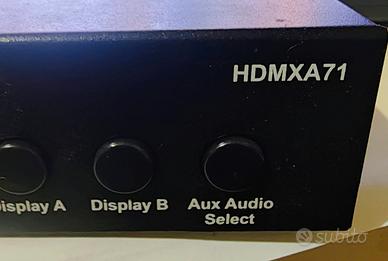 HDMXA71
Display A Display B Aux Audio
Select
subito